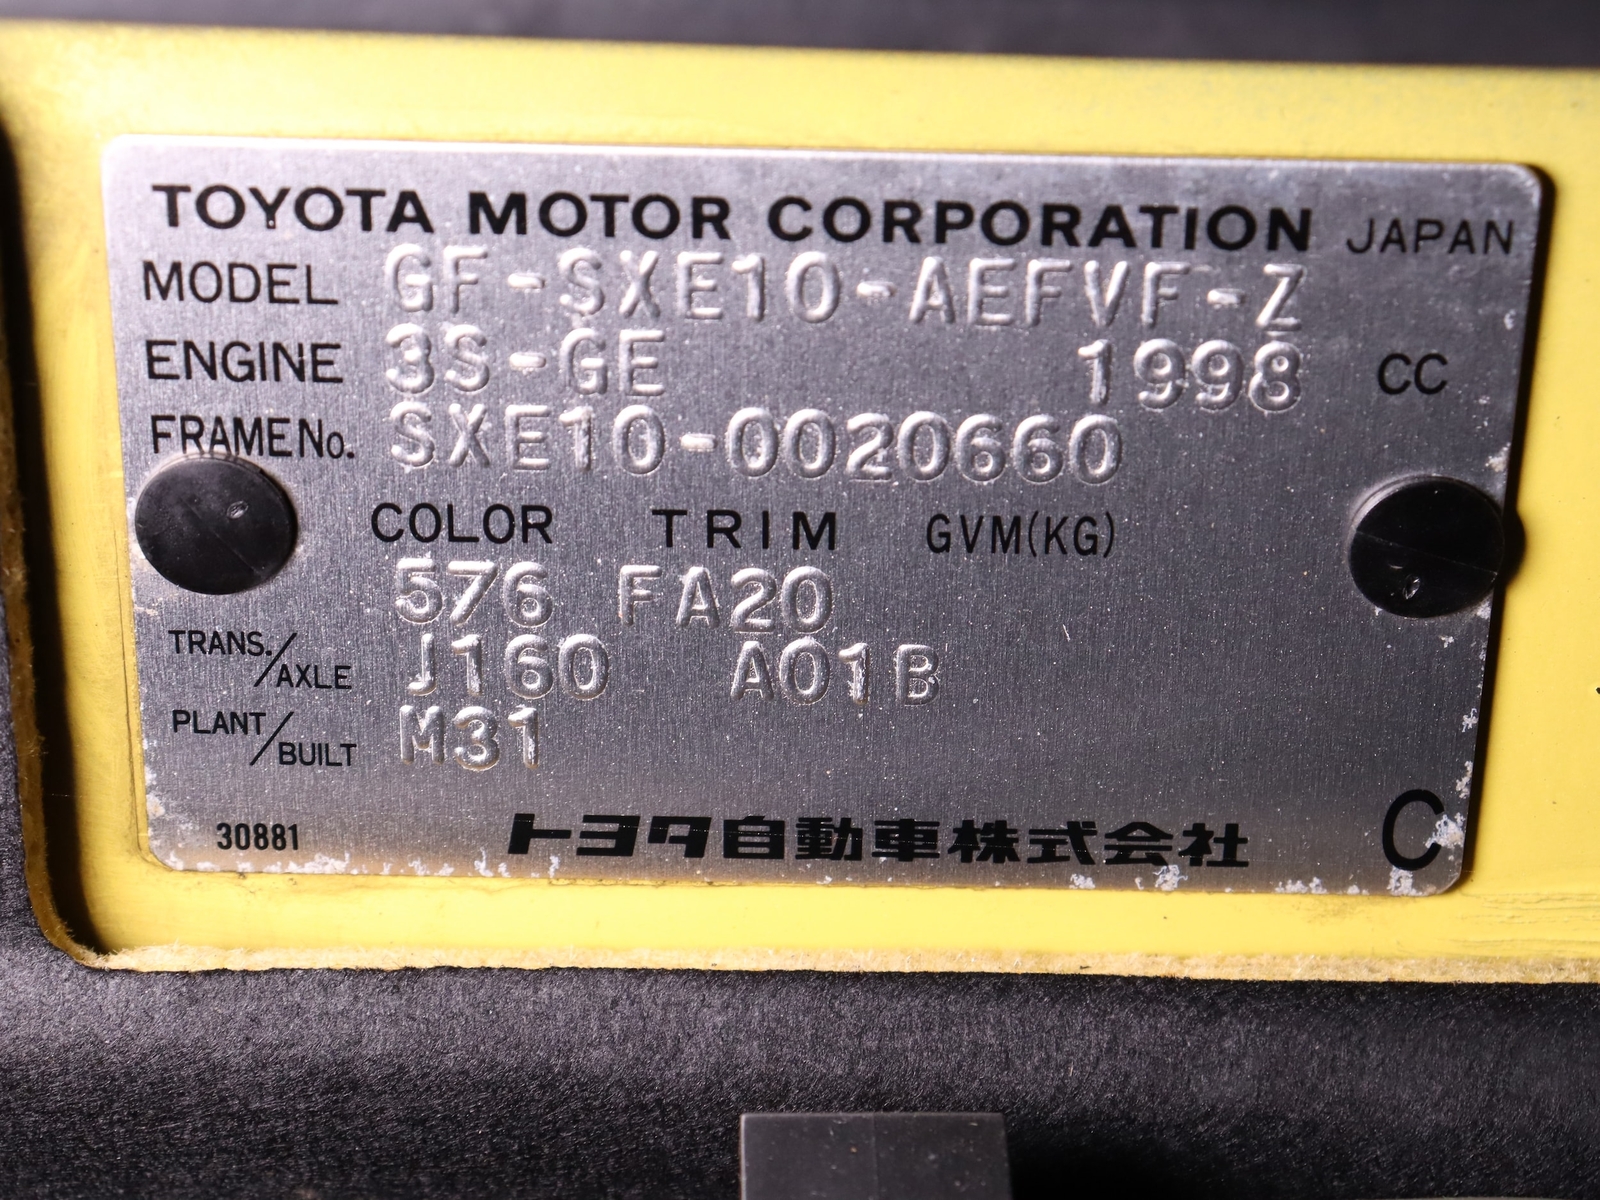 TOYOTA MOTOR CORPORATION JAPAN
MODEL GF-SXE10-AEFVF-Z
ENGINE 3S-GE 1998 CC
FRAME No. SXE10-0020660
COLOR TRIM GVM(KG)
576 FA20
TRANS./AXLE J160 A01B
PLANT/BUILT M31
30881 トヨタ自動車株式会社 C